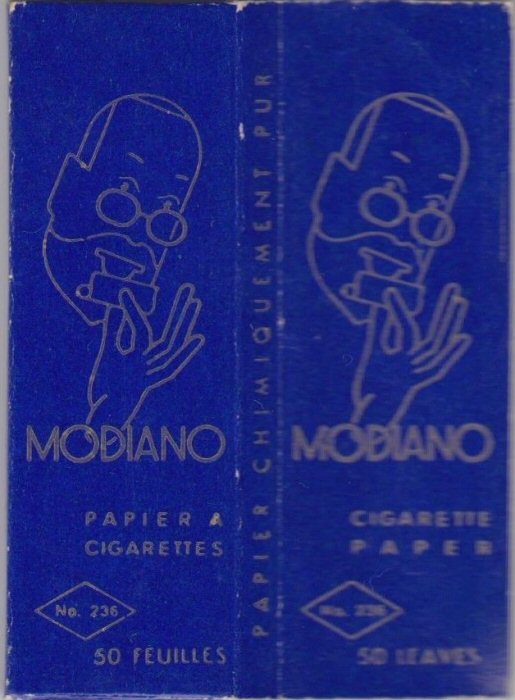 MODIANO
PAPIER A
CIGARETTES
No. 236
50 FEUILLES
PAPIER CHIMIQUEMENT PUR
MODIANO
CIGARETTE
PAPER
No. 236
50 LEAVES